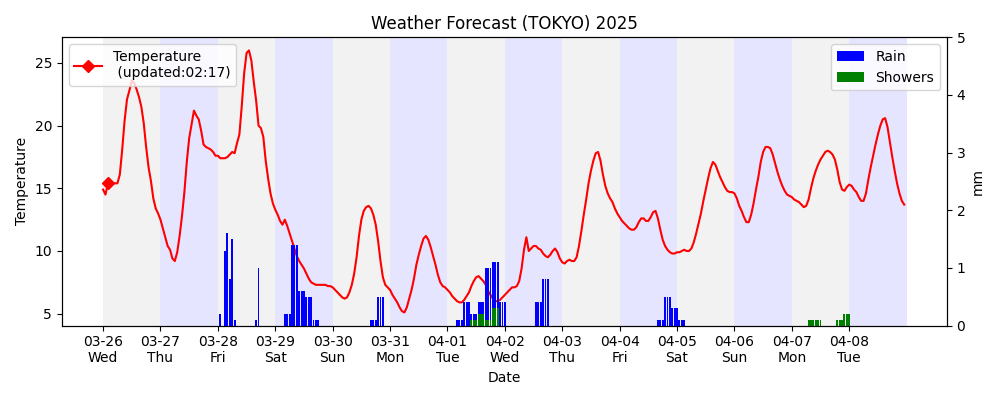 Weather Forecast (TOKYO) 2025
Temperature
(updated:02:17)
Rain
Showers
Temperature
25
20
15
10
5
mm
5
4
3
2
1
0
03-26 03-27 03-28 03-29 03-30 03-31 04-01 04-02 04-03 04-04 04-05 04-06 04-07 04-08
Wed Thu Fri Sat Sun Mon Tue Wed Thu Fri Sat Sun Mon Tue
Date